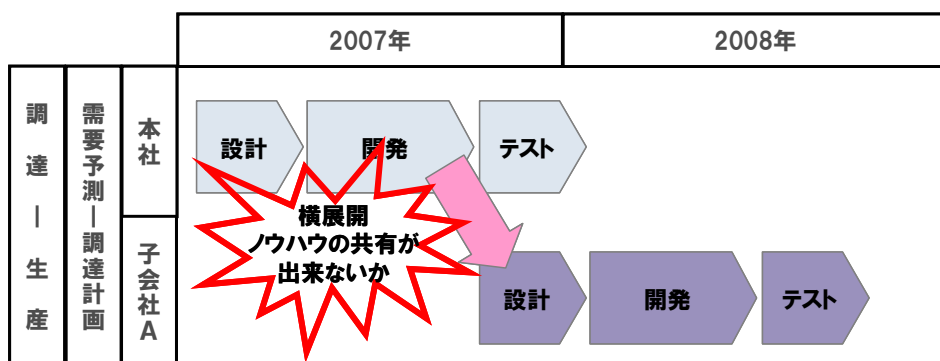 2007年
2008年
調達ー生産
需要予測ー調達計画
本社
設計
開発
テスト
横展開
ノウハウの共有が
出来ないか
子会社A
設計
開発
テスト